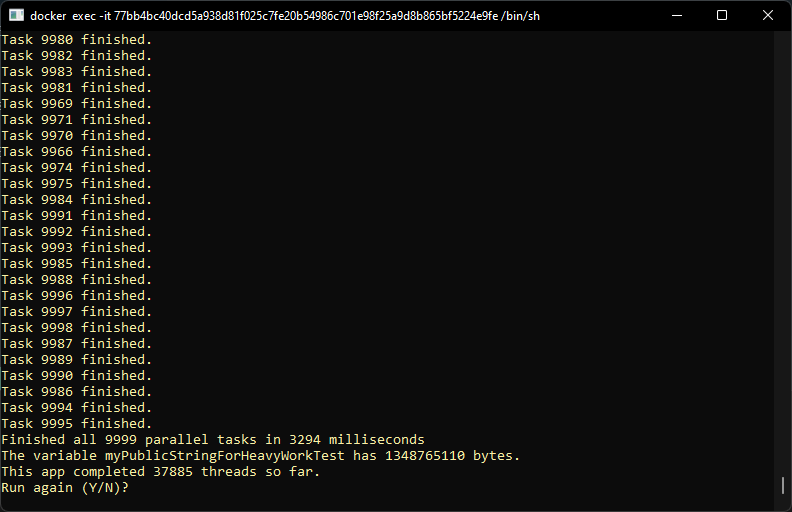 docker exec -it 77bb4bc40dcd5a938d81f025c7fe20b54986c701e98f25a9d8b865bf5224e9fe /bin/sh
Task 9980 finished.
Task 9982 finished.
Task 9983 finished.
Task 9981 finished.
Task 9969 finished.
Task 9971 finished.
Task 9970 finished.
Task 9966 finished.
Task 9974 finished.
Task 9975 finished.
Task 9984 finished.
Task 9991 finished.
Task 9992 finished.
Task 9993 finished.
Task 9985 finished.
Task 9988 finished.
Task 9996 finished.
Task 9997 finished.
Task 9998 finished.
Task 9987 finished.
Task 9989 finished.
Task 9990 finished.
Task 9986 finished.
Task 9994 finished.
Task 9995 finished.
Finished all 9999 parallel tasks in 3294 milliseconds
The variable myPublicStringForHeavyWorkTest has 1348765110 bytes.
This app completed 37885 threads so far.
Run again (Y/N)?